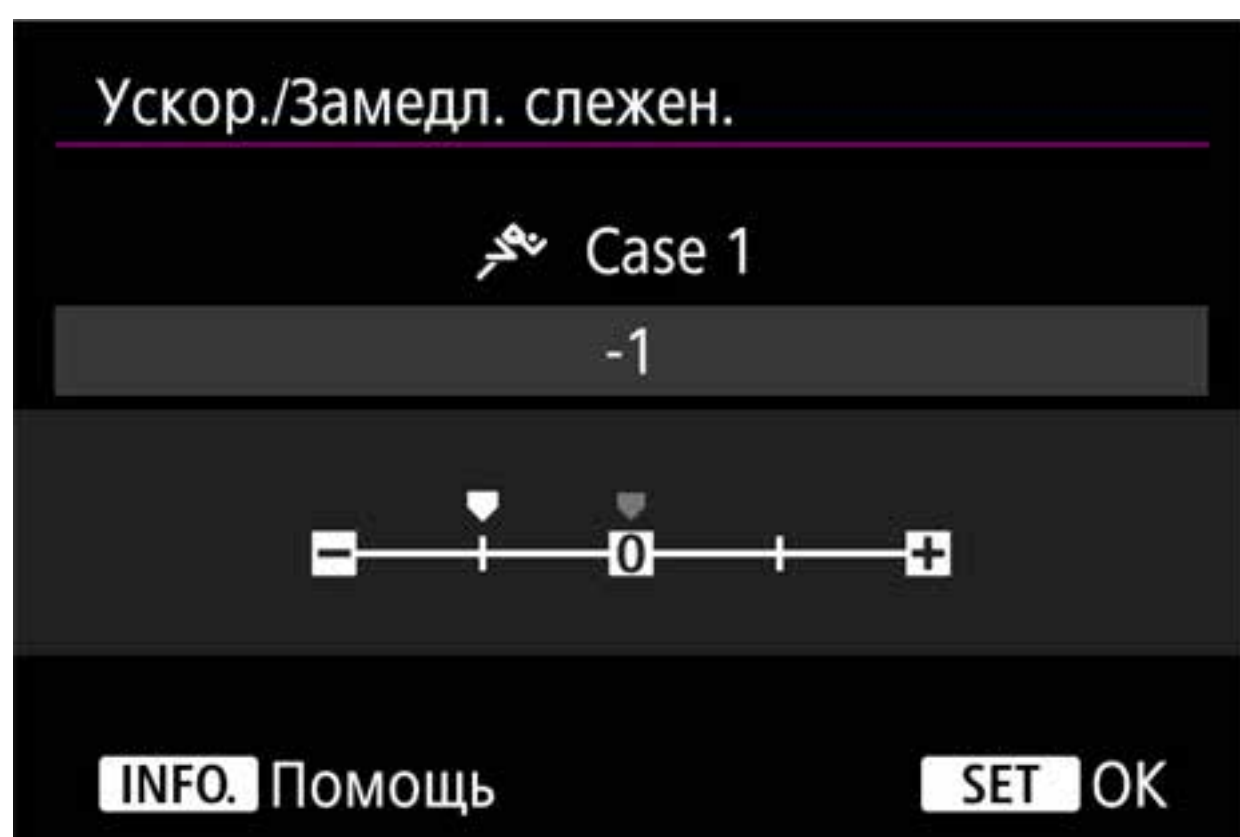 Ускор./Замедл. слежен.
Case 1
-1
− 0 +
INFO. Помощь
SET OK